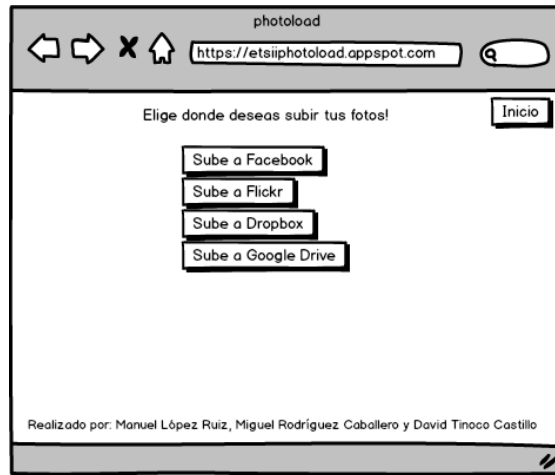 photoload
https://etsiiphotoload.appspot.com
Elige donde deseas subir tus fotos!
Inicio
Sube a Facebook
Sube a Flickr
Sube a Dropbox
Sube a Google Drive
Realizado por: Manuel López Ruiz, Miguel Rodríguez Caballero y David Tinoco Castillo